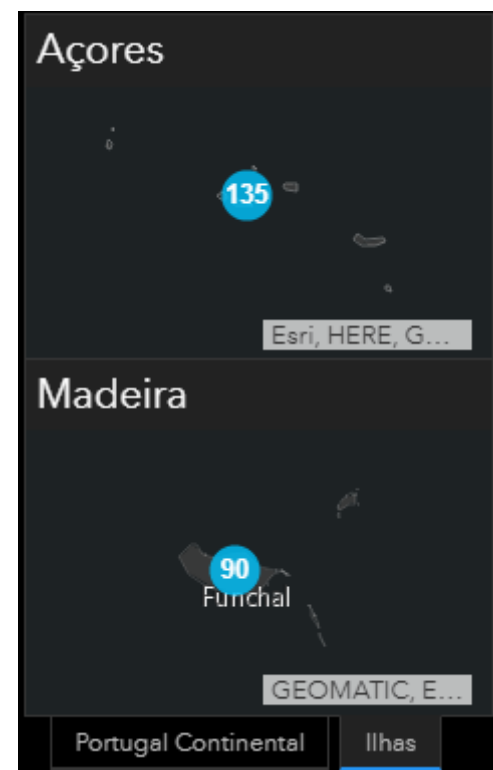 Açores
135
Esri, HERE, G...
Madeira
90
Funchal
GEOMATIC, E...
Portugal Continental
Ilhas